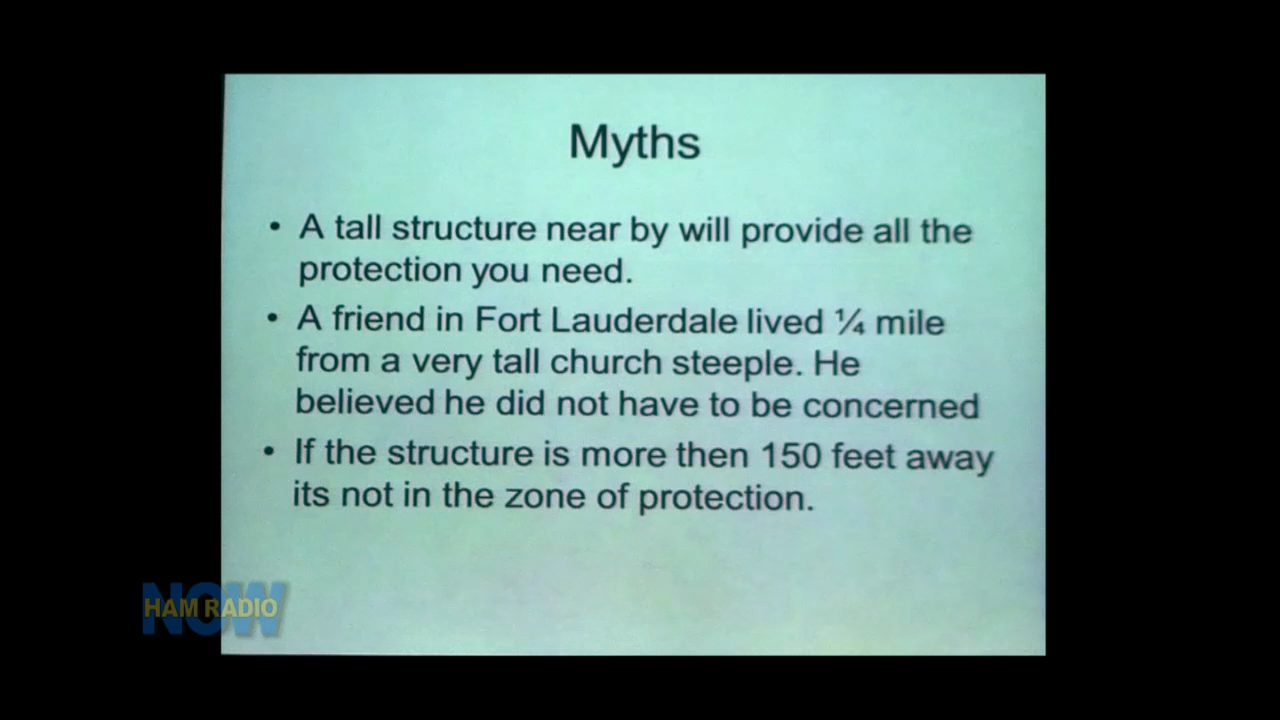 Myths
• A tall structure near by will provide all the
protection you need.
• A friend in Fort Lauderdale lived ¼ mile
from a very tall church steeple. He
believed he did not have to be concerned
• If the structure is more then 150 feet away
its not in the zone of protection.
NOW
HAM RADIO